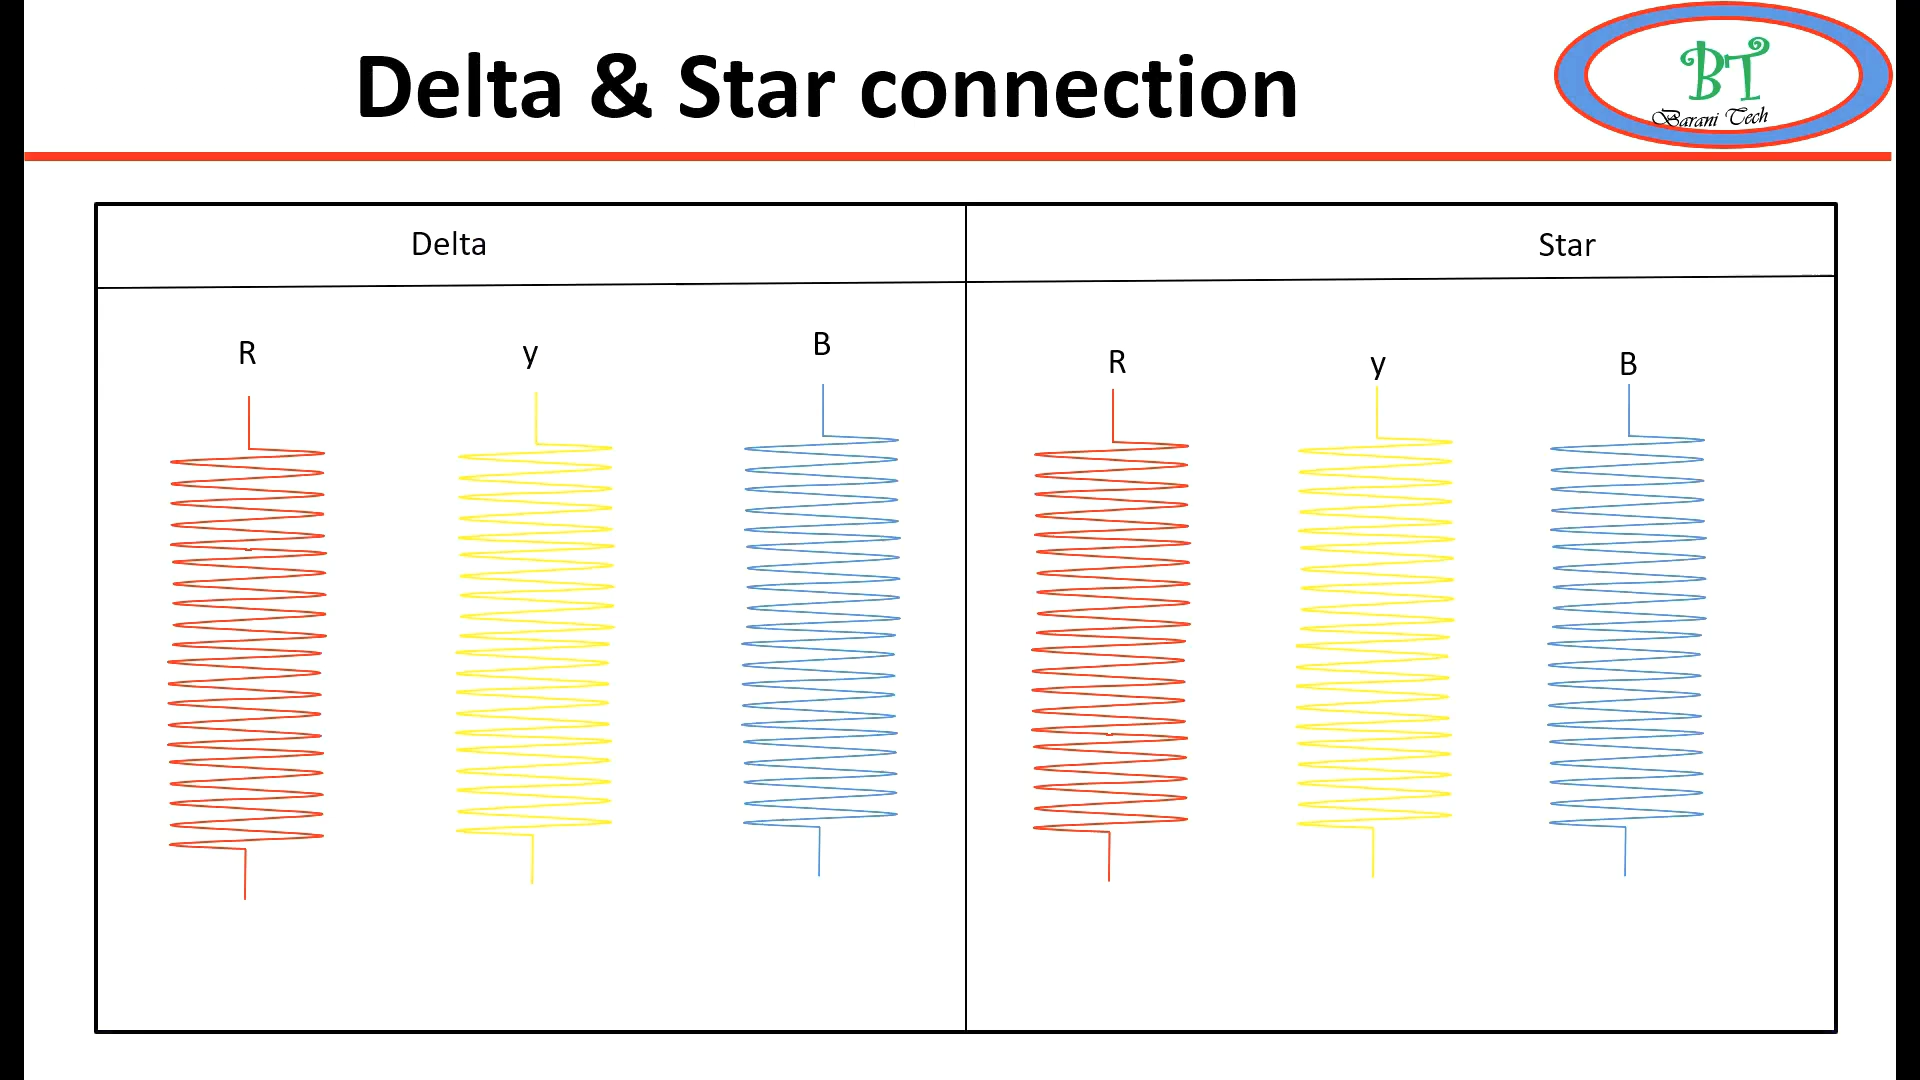 Delta & Star connection
BT
Barani Tech
Delta
Star
R
y
B
R
y
B